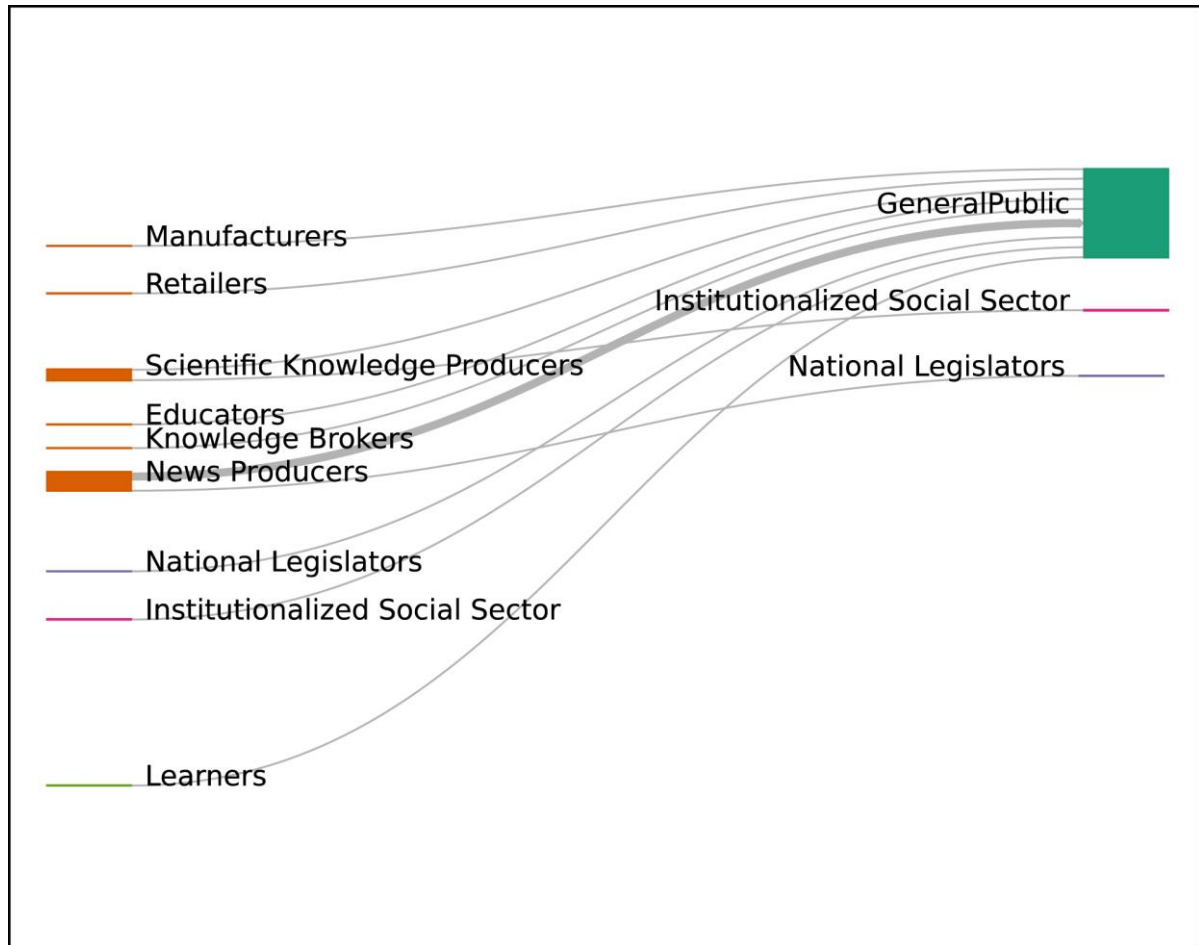 GeneralPublic
Manufacturers
Retailers
Institutionalized Social Sector
Scientific Knowledge Producers
National Legislators
Educators
Knowledge Brokers
News Producers
National Legislators
Institutionalized Social Sector
Learners